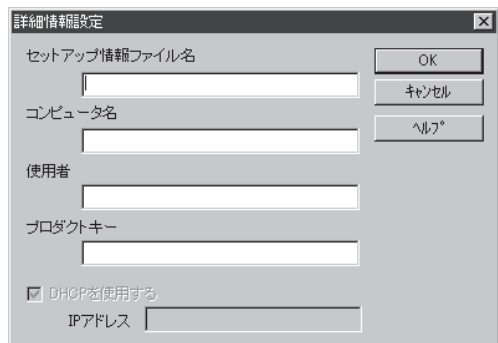 詳細情報設定
セットアップ情報ファイル名
OK
キャンセル
コンピュータ名
ヘルプ
使用者
プロダクトキー
DHCPを使用する
IPアドレス